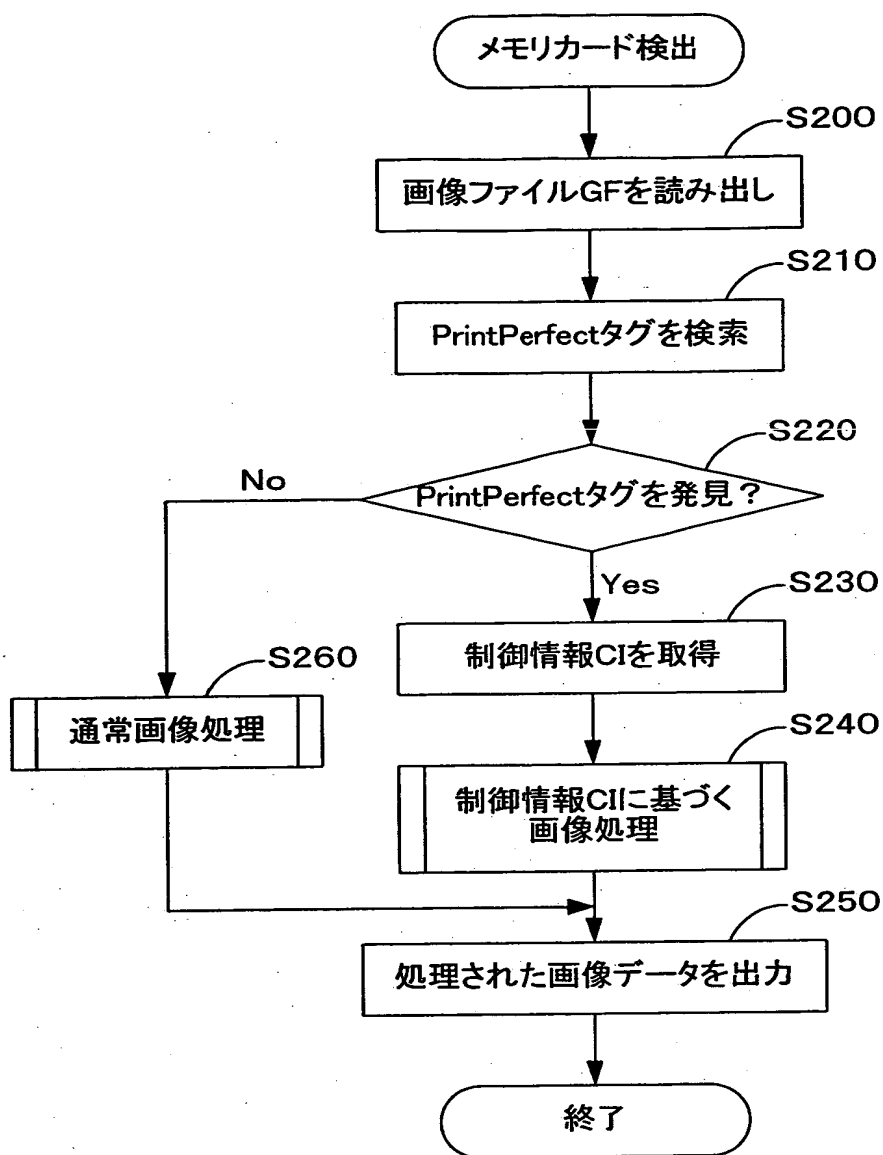 メモリカード検出
S200
画像ファイルGFを読み出し
S210
PrintPerfectタグを検索
S220
PrintPerfectタグを発見？
No
Yes
S230
制御情報CIを取得
S260
通常画像処理
S240
制御情報CIに基づく
画像処理
S250
処理された画像データを出力
終了